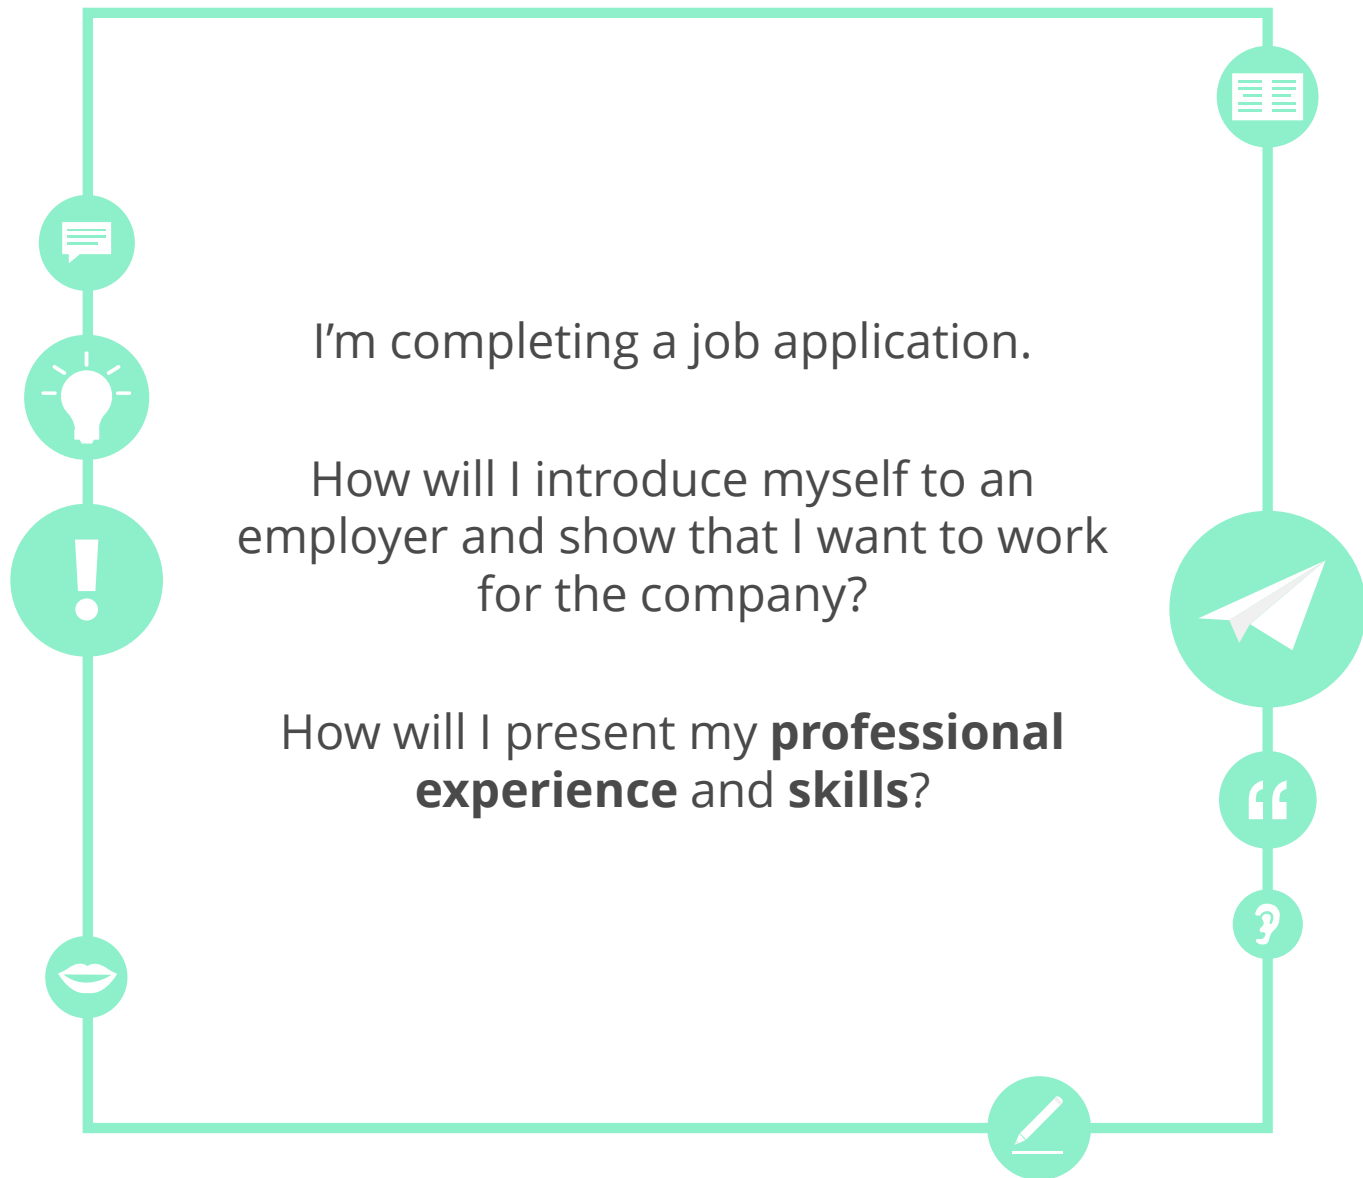 I’m completing a job application.
How will I introduce myself to an
employer and show that I want to work
for the company?
How will I present my professional
experience and skills?